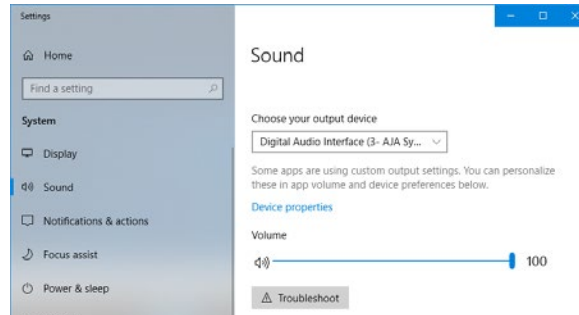 Settings
Home
Find a setting
System
Display
Sound
Notifications & actions
Focus assist
Power & sleep
Sound
Choose your output device
Digital Audio Interface (3- AJA Sy...
Some apps are using custom output settings. You can personalize
these in app volume and device preferences below.
Device properties
Volume
100
Troubleshoot